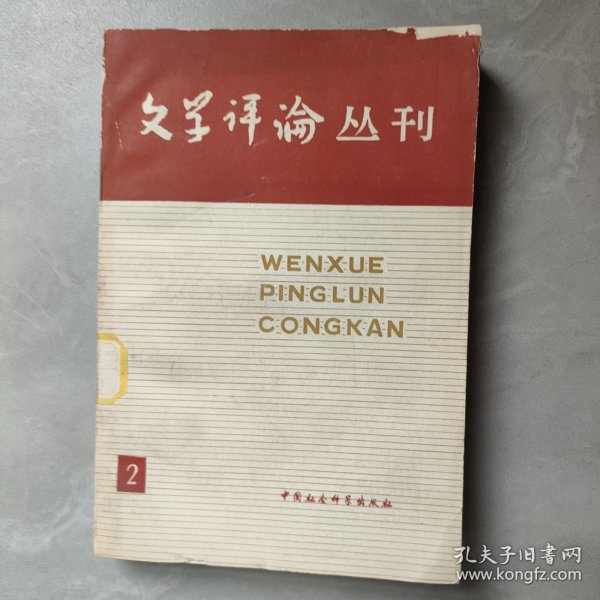 文学评论丛刊
WENXUE
PINGLUN
CONGKAN
2
中国社会科学出版社
孔夫子旧书网
www.kongfz.com